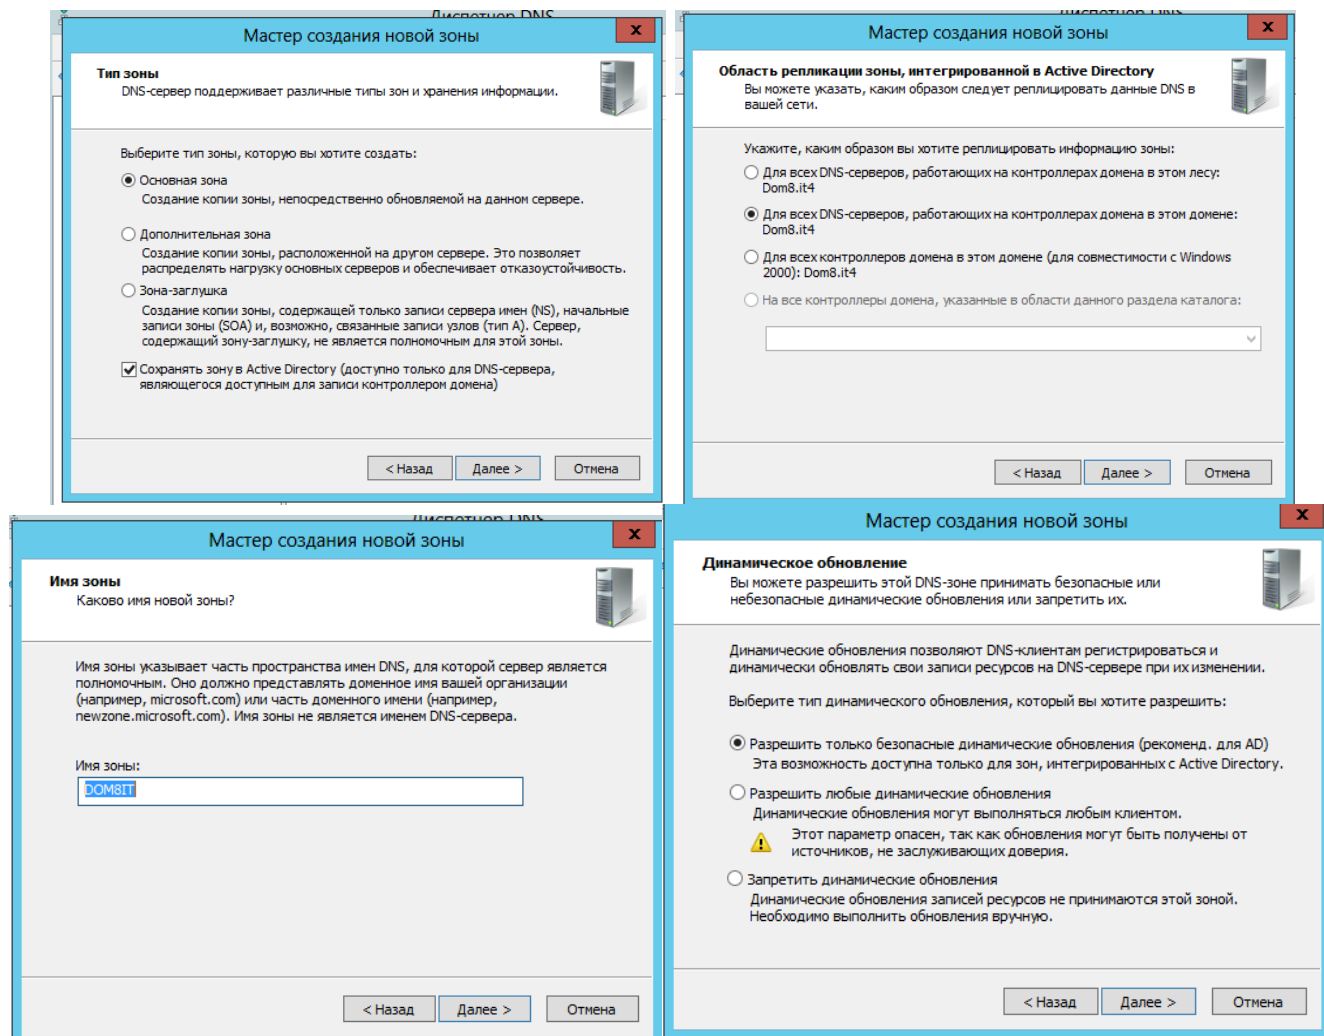 Диспетчер DNS
Мастер создания новой зоны
x
Тип зоны
DNS-сервер поддерживает различные типы зон и хранения информации.
Выберите тип зоны, которую вы хотите создать:
Основная зона
Создание копии зоны, непосредственно обновляемой на данном сервере.
Дополнительная зона
Создание копии зоны, расположенной на другом сервере. Это позволяет
распределять нагрузку основных серверов и обеспечивает отказоустойчивость.
Зона-заглушка
Создание копии зоны, содержащей только записи сервера имен (NS), начальные
записи зоны (SOA) и, возможно, связанные записи узлов (тип A). Сервер,
содержащий зону-заглушку, не является полномочным для этой зоны.
Сохранять зону в Active Directory (доступно только для DNS-сервера,
являющегося доступным для записи контроллером домена)
< Назад
Далее >
Отмена
Диспетчер DNS
Мастер создания новой зоны
x
Область репликации зоны, интегрированной в Active Directory
Вы можете указать, каким образом следует реплицировать данные DNS в
вашей сети.
Укажите, каким образом вы хотите реплицировать информацию зоны:
Для всех DNS-серверов, работающих на контроллерах домена в этом лесу:
Dom8.it4
Для всех DNS-серверов, работающих на контроллерах домена в этом домене:
Dom8.it4
Для всех контроллеров домена в этом домене (для совместимости с Windows
2000): Dom8.it4
На все контроллеры домена, указанные в области данного раздела каталога:
< Назад
Далее >
Отмена
Диспетчер DNS
Мастер создания новой зоны
x
Имя зоны
Каково имя новой зоны?
Имя зоны указывает часть пространства имен DNS, для которой сервер является
полномочным. Оно должно представлять доменное имя вашей организации
(например, microsoft.com) или часть доменного имени (например,
newzone.microsoft.com). Имя зоны не является именем DNS-сервера.
Имя зоны:
DOM8IT
< Назад
Далее >
Отмена
Мастер создания новой зоны
x
Динамическое обновление
Вы можете разрешить этой DNS-зоне принимать безопасные или
небезопасные динамические обновления или запретить их.
Динамические обновления позволяют DNS-клиентам регистрироваться и
динамически обновлять свои записи ресурсов на DNS-сервере при их изменении.
Выберите тип динамического обновления, который вы хотите разрешить:
Разрешить только безопасные динамические обновления (рекоменд. для AD)
Эта возможность доступна только для зон, интегрированных с Active Directory.
Разрешить любые динамические обновления
Динамические обновления могут выполняться любым клиентом.
Этот параметр опасен, так как обновления могут быть получены от
источников, не заслуживающих доверия.
Запретить динамические обновления
Динамические обновления записей ресурсов не принимаются этой зоной.
Необходимо выполнить обновления вручную.
< Назад
Далее >
Отмена